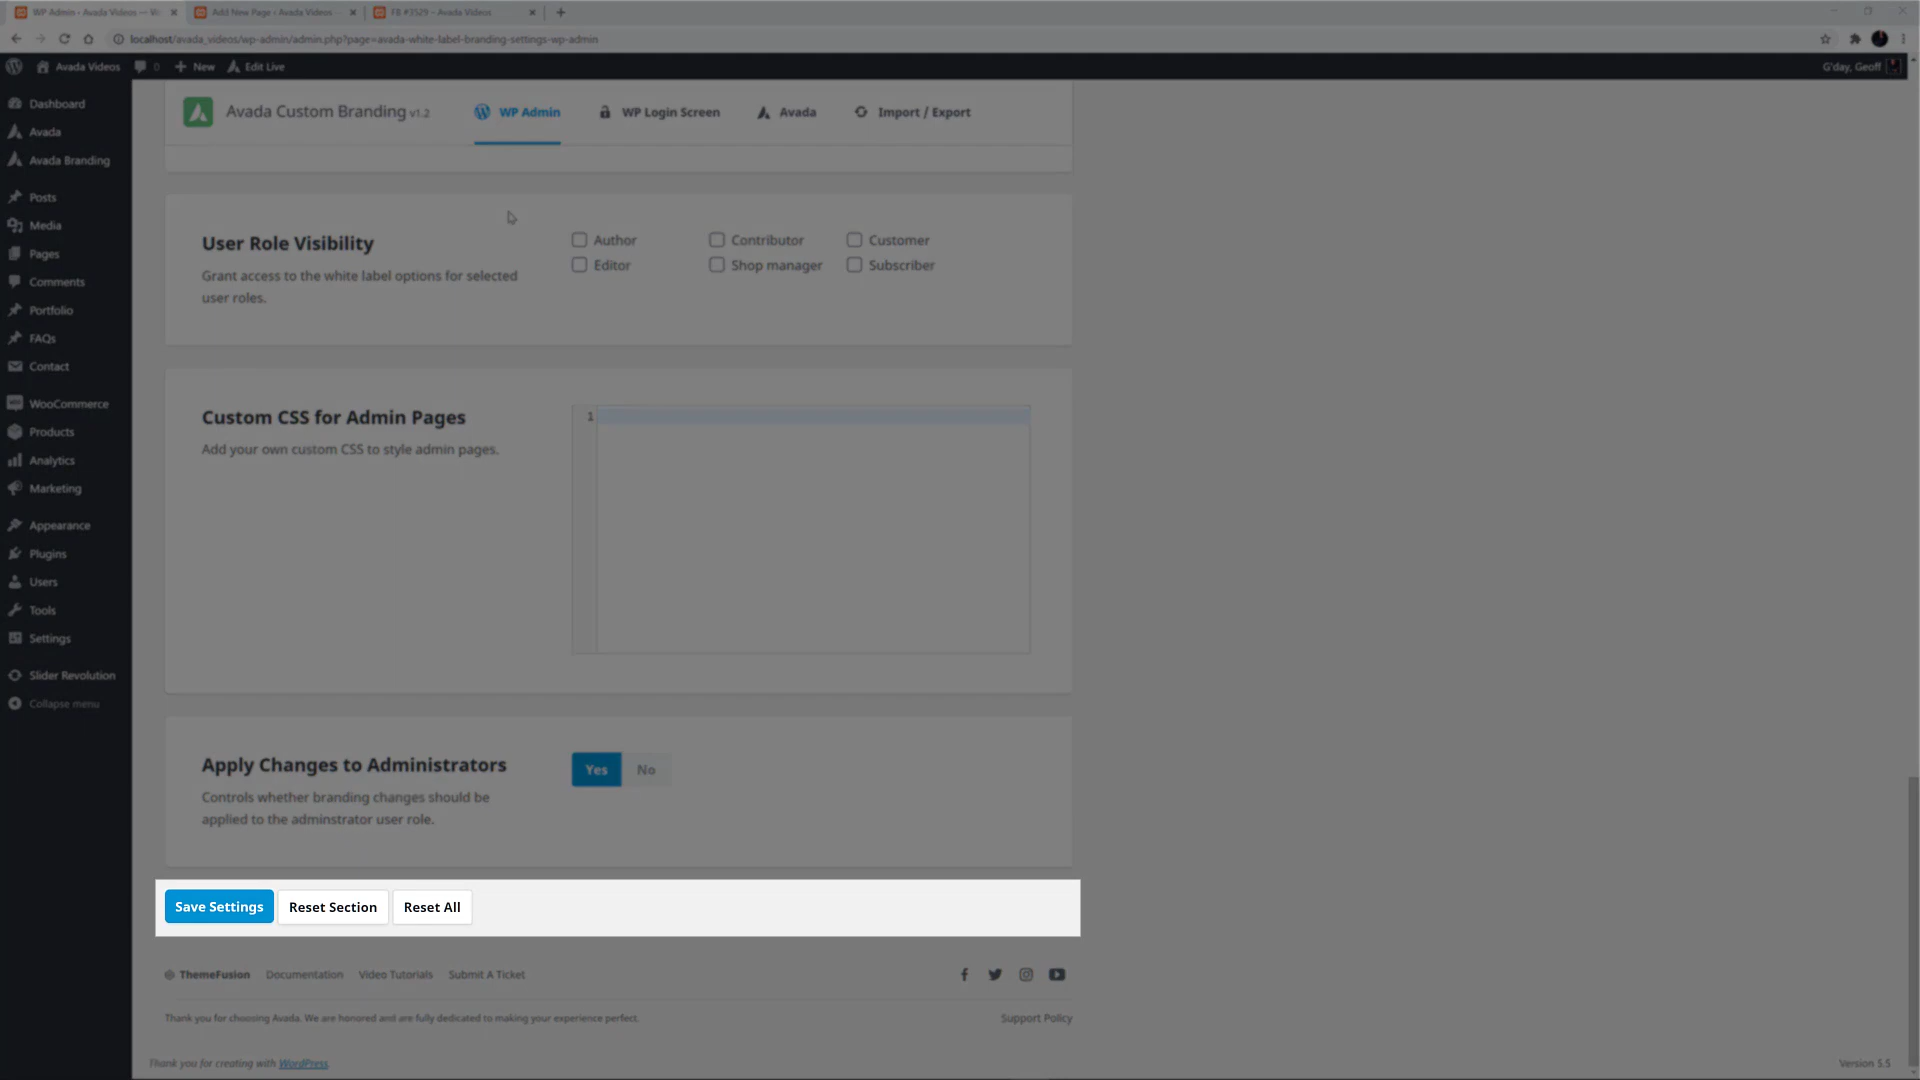 WP Admin - Avada Videos — W
Add New Page ‹ Avada Videos
FB #3529 – Avada Videos
localhost/avada_videos/wp-admin/admin.php?page=avada-white-label-branding-settings-wp-admin
Avada Videos 0 New Edit Live G'day, Geoff
Dashboard
Avada
Avada Branding
Posts
Media
Pages
Comments
Portfolio
FAQs
Contact
WooCommerce
Products
Analytics
Marketing
Appearance
Plugins
Users
Tools
Settings
Slider Revolution
Collapse menu
Avada Custom Branding v1.2 WP Admin WP Login Screen Avada Import / Export
User Role Visibility
Grant access to the white label options for selected
user roles.
Author Contributor Customer
Editor Shop manager Subscriber
Custom CSS for Admin Pages
Add your own custom CSS to style admin pages.
1
Apply Changes to Administrators
Controls whether branding changes should be
applied to the adminstrator user role.
Yes No
Save Settings Reset Section Reset All
ThemeFusion Documentation Video Tutorials Submit A Ticket
Thank you for choosing Avada. We are honored and are fully dedicated to making your experience perfect. Support Policy
Thank you for creating with WordPress. Version 5.5